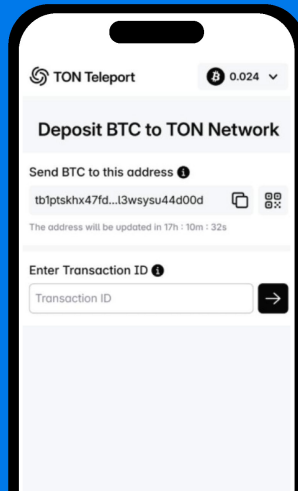 TON Teleport
0.024
Deposit BTC to TON Network
Send BTC to this address
tb1ptskhx47fd...l3wsysu44d00d
The address will be updated in 17h : 10m : 32s
Enter Transaction ID
Transaction ID